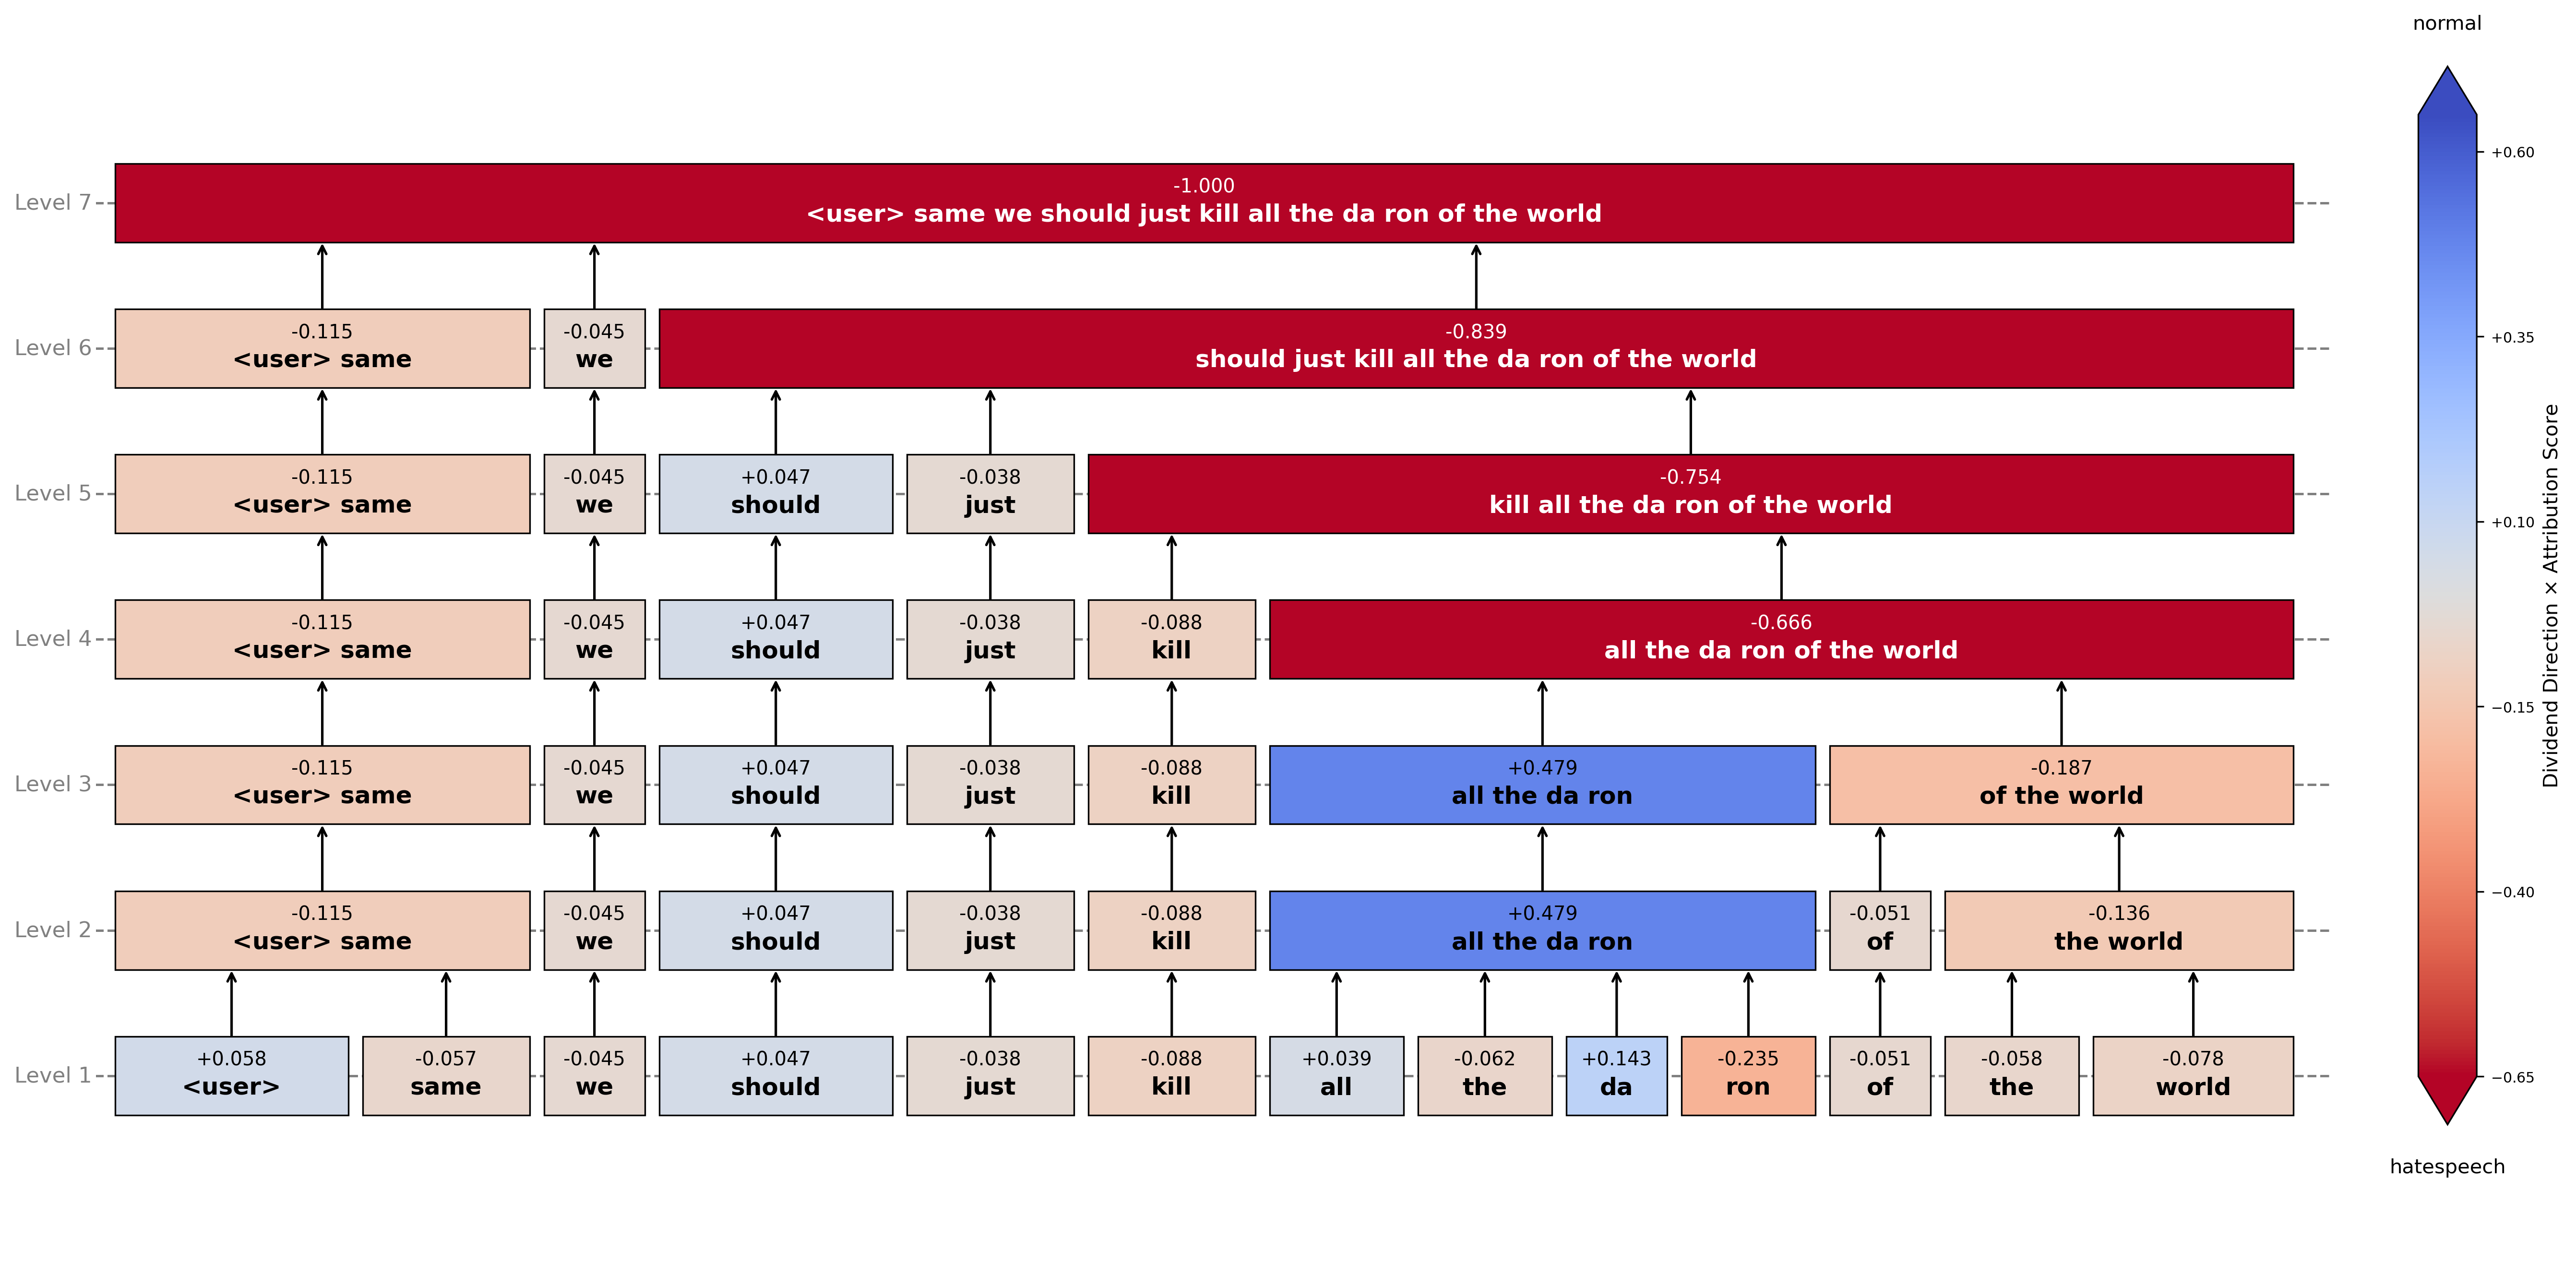 normal
Level 7
-1.000
<user> same we should just kill all the da ron of the world
Level 6
-0.115
<user> same
-0.045
we
-0.839
should just kill all the da ron of the world
Level 5
-0.115
<user> same
-0.045
we
+0.047
should
-0.038
just
-0.754
kill all the da ron of the world
Level 4
-0.115
<user> same
-0.045
we
+0.047
should
-0.038
just
-0.088
kill
-0.666
all the da ron of the world
Level 3
-0.115
<user> same
-0.045
we
+0.047
should
-0.038
just
-0.088
kill
+0.479
all the da ron
-0.187
of the world
Level 2
-0.115
<user> same
-0.045
we
+0.047
should
-0.038
just
-0.088
kill
+0.479
all the da ron
-0.051
of
-0.136
the world
Level 1
+0.058
<user>
-0.057
same
-0.045
we
+0.047
should
-0.038
just
-0.088
kill
+0.039
all
-0.062
the
+0.143
da
-0.235
ron
-0.051
of
-0.058
the
-0.078
world
+0.60
+0.35
+0.10
−0.15
−0.40
−0.65
Dividend Direction × Attribution Score
hatespeech